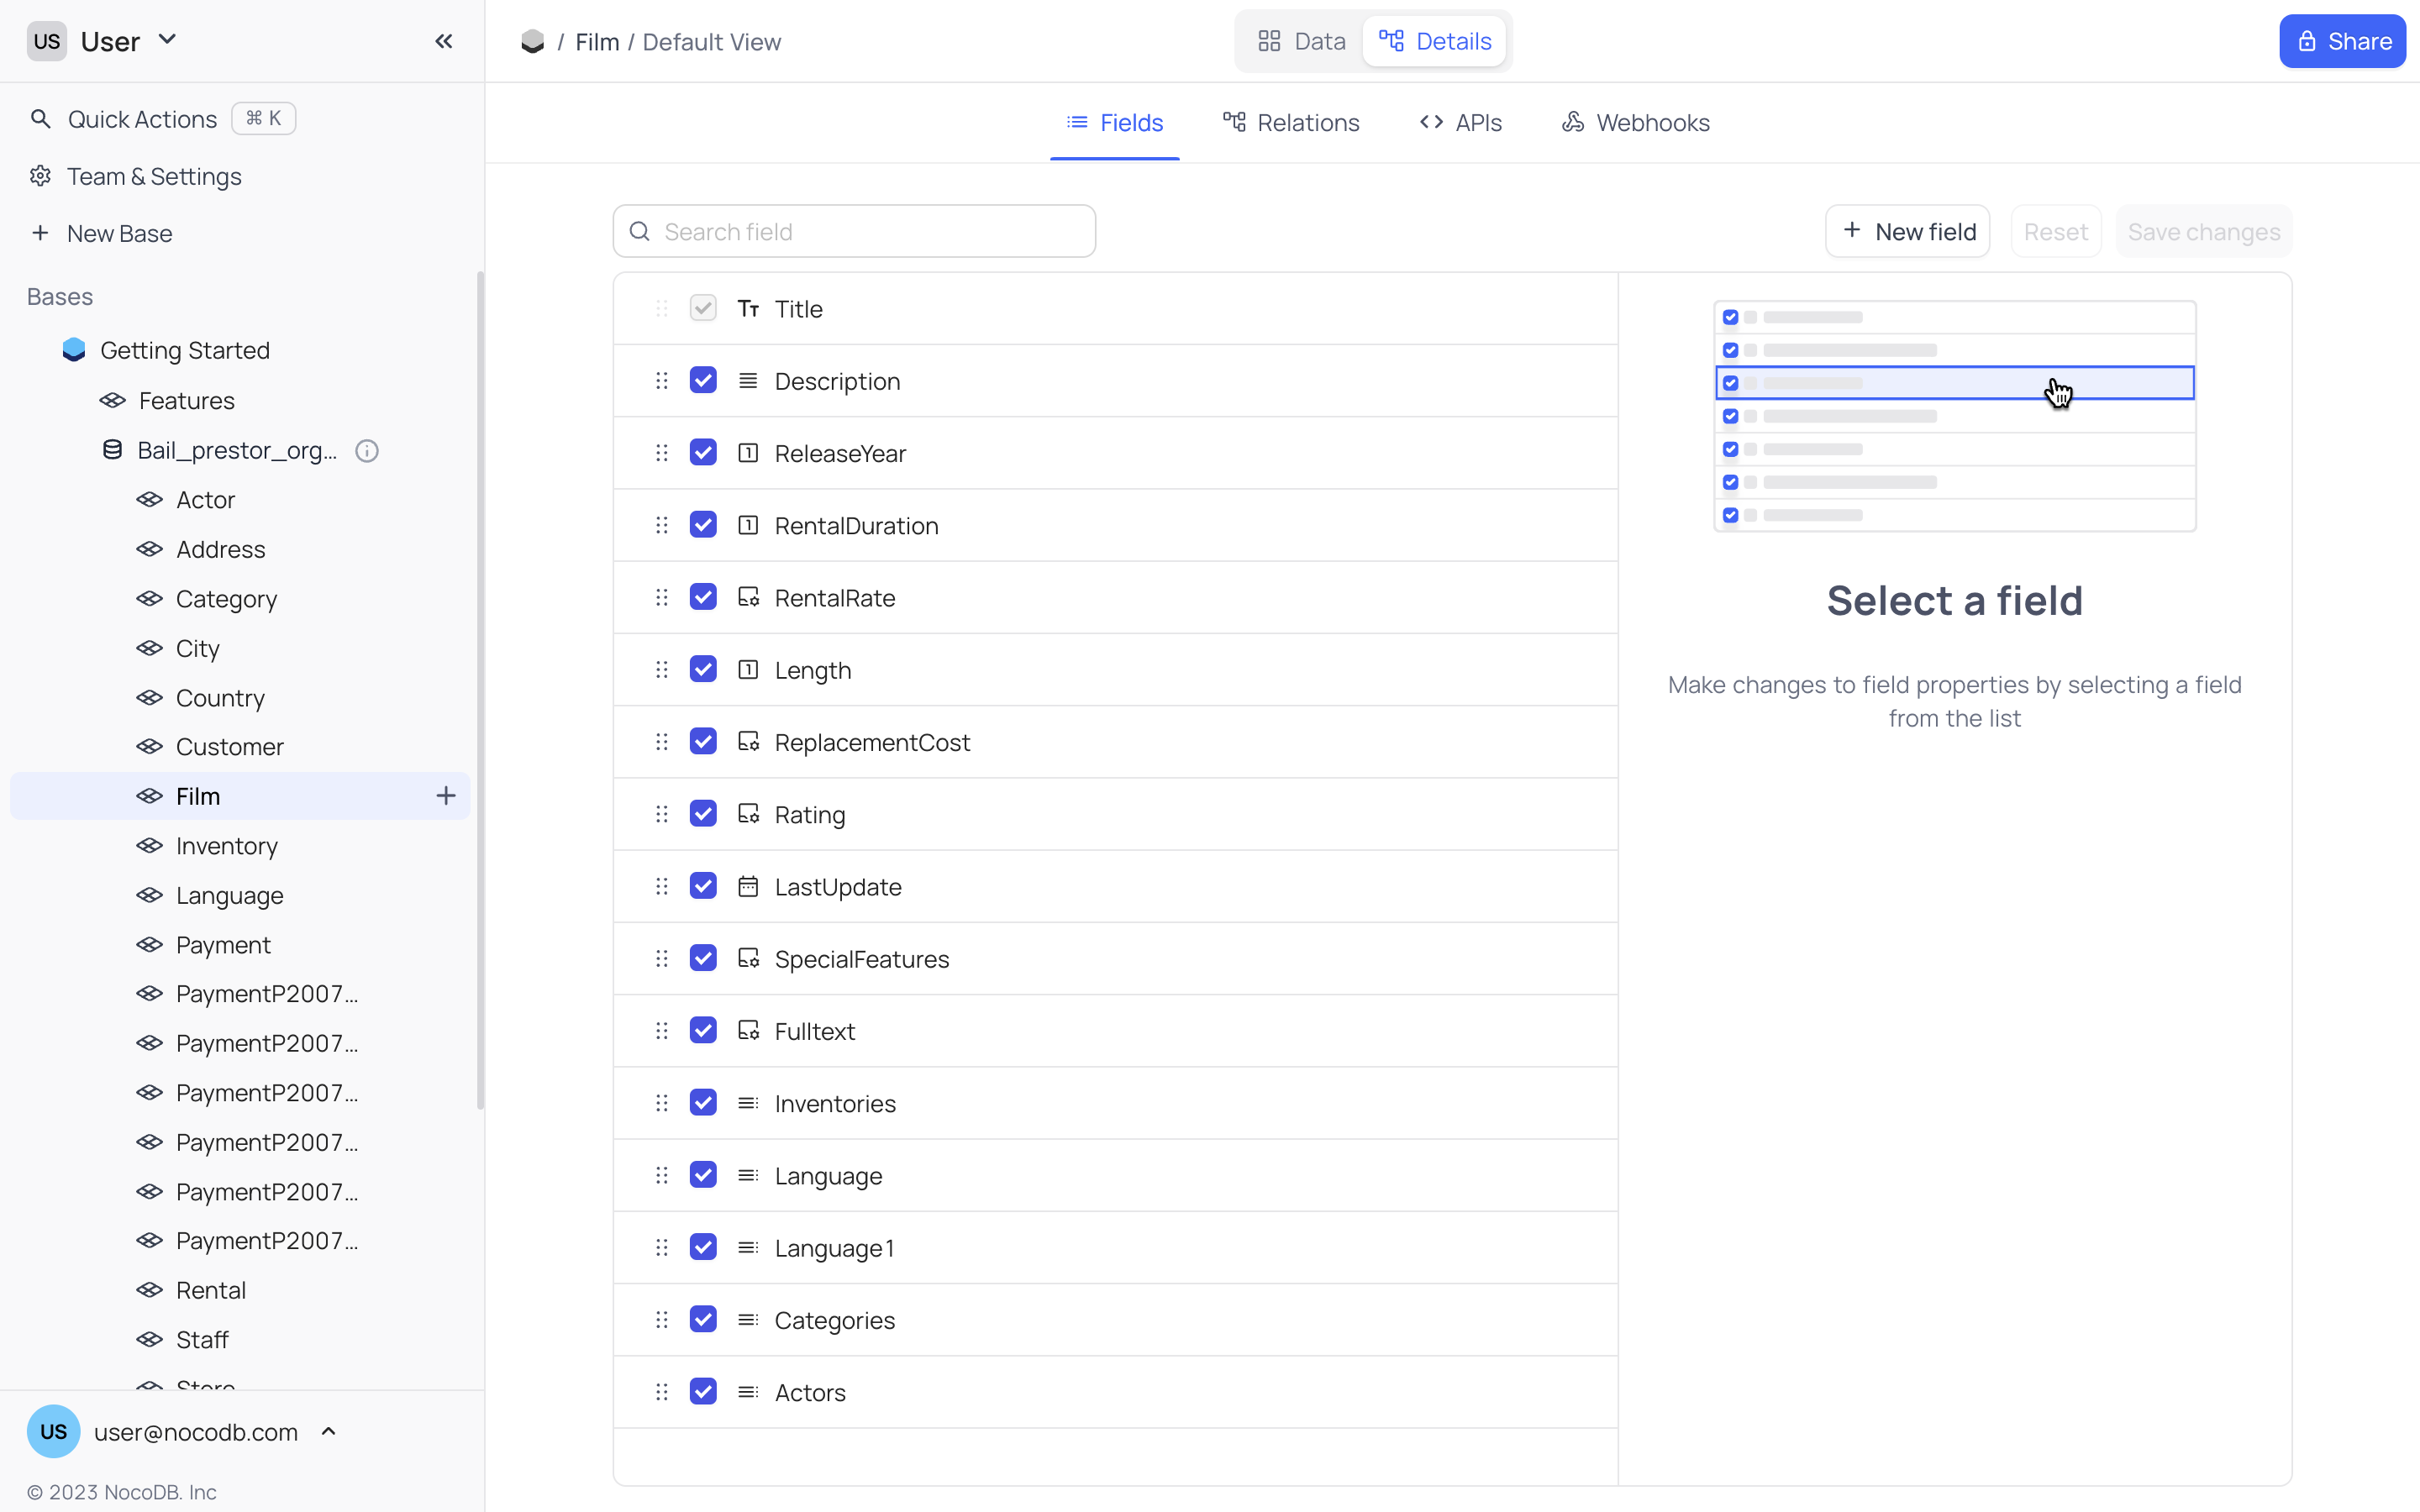 US User
Quick Actions ⌘ K
Team & Settings
New Base
Bases
Getting Started
Features
Bail_prestor_org...
Actor
Address
Category
City
Country
Customer
Film
Inventory
Language
Payment
PaymentP2007...
PaymentP2007...
PaymentP2007...
PaymentP2007...
PaymentP2007...
PaymentP2007...
Rental
Staff
Store
US user@nocodb.com
© 2023 NocoDB. Inc
/ Film / Default View
Data Details
Share
Fields Relations APIs Webhooks
Search field
New field Reset Save changes
Title
Description
ReleaseYear
RentalDuration
RentalRate
Length
ReplacementCost
Rating
LastUpdate
SpecialFeatures
Fulltext
Inventories
Language
Language1
Categories
Actors
Select a field
Make changes to field properties by selecting a field
from the list